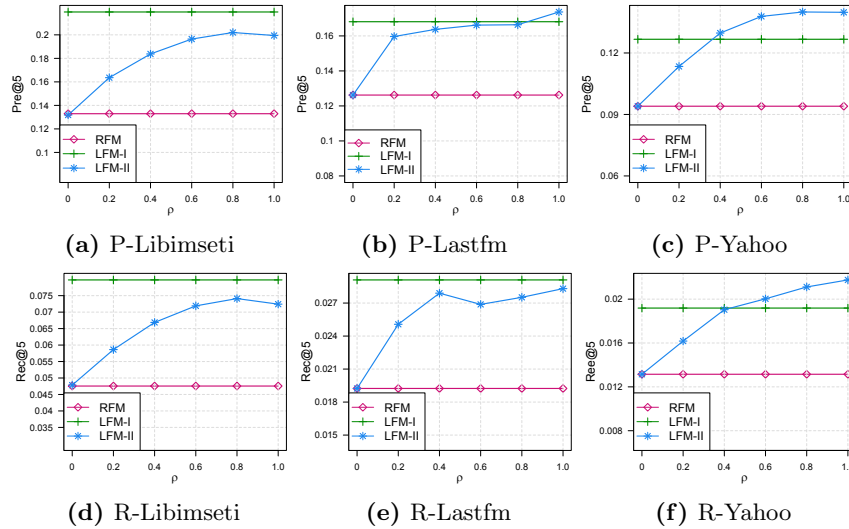 Pre@5
0.2
0.18
0.16
0.14
0.12
0.1
RFM
LFM-I
LFM-II
0 0.2 0.4 0.6 0.8 1.0
ρ
(a) P-Libimseti
Pre@5
0.16
0.14
0.12
0.1
0.08
RFM
LFM-I
LFM-II
0 0.2 0.4 0.6 0.8 1.0
ρ
(b) P-Lastfm
Pre@5
0.12
0.09
0.06
RFM
LFM-I
LFM-II
0 0.2 0.4 0.6 0.8 1.0
ρ
(c) P-Yahoo
Rec@5
0.075
0.07
0.065
0.06
0.055
0.05
0.045
0.035
RFM
LFM-I
LFM-II
0 0.2 0.4 0.6 0.8 1.0
ρ
(d) R-Libimseti
Rec@5
0.027
0.024
0.021
0.018
0.015
RFM
LFM-I
LFM-II
0 0.2 0.4 0.6 0.8 1.0
ρ
(e) R-Lastfm
Ree@5
0.02
0.016
0.012
0.008
RFM
LFM-I
LFM-II
0 0.2 0.4 0.6 0.8 1.0
ρ
(f) R-Yahoo